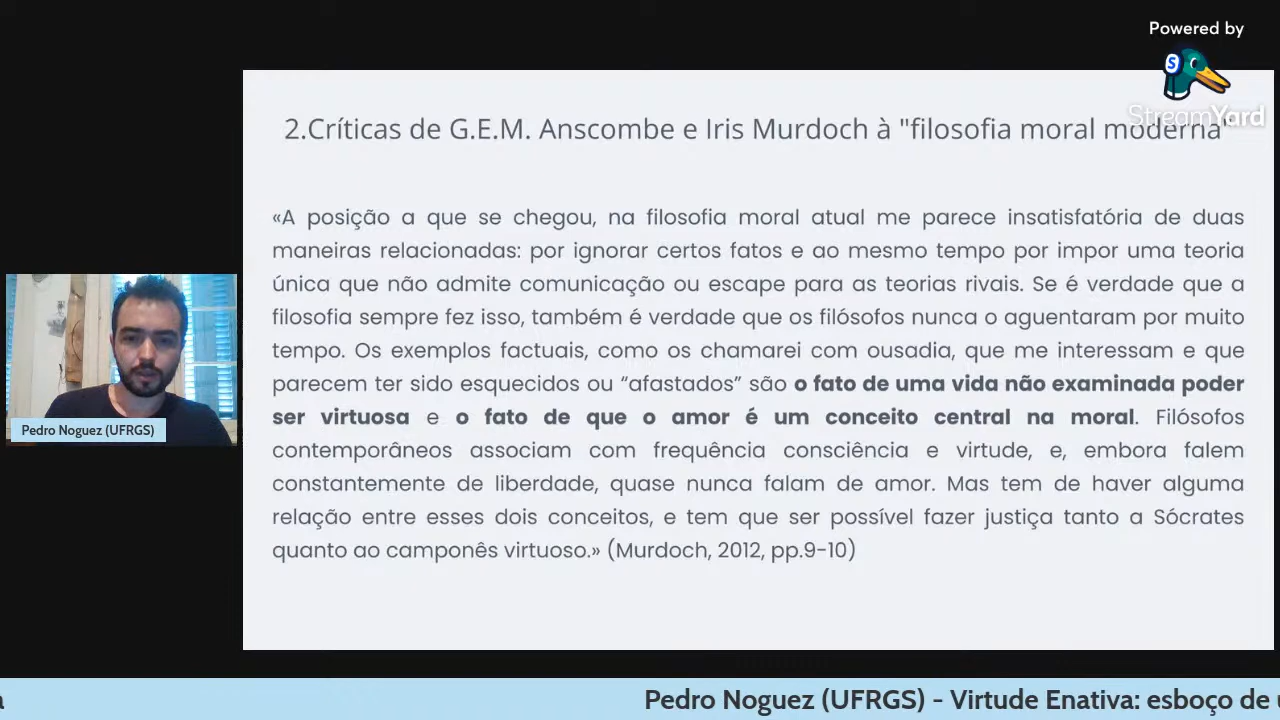 Powered by
StreamYard
2.Críticas de G.E.M. Anscombe e Iris Murdoch à "filosofia moral moderna"
«A posição a que se chegou, na filosofia moral atual me parece insatisfatória de duas
maneiras relacionadas: por ignorar certos fatos e ao mesmo tempo por impor uma teoria
única que não admite comunicação ou escape para as teorias rivais. Se é verdade que a
filosofia sempre fez isso, também é verdade que os filósofos nunca o aguentaram por muito
tempo. Os exemplos factuais, como os chamarei com ousadia, que me interessam e que
parecem ter sido esquecidos ou “afastados” são o fato de uma vida não examinada poder
ser virtuosa e o fato de que o amor é um conceito central na moral. Filósofos
contemporâneos associam com frequência consciência e virtude, e, embora falem
constantemente de liberdade, quase nunca falam de amor. Mas tem de haver alguma
relação entre esses dois conceitos, e tem que ser possível fazer justiça tanto a Sócrates
quanto ao camponês virtuoso.» (Murdoch, 2012, pp.9-10)
Pedro Noguez (UFRGS)
a Pedro Noguez (UFRGS) - Virtude Enativa: esboço de